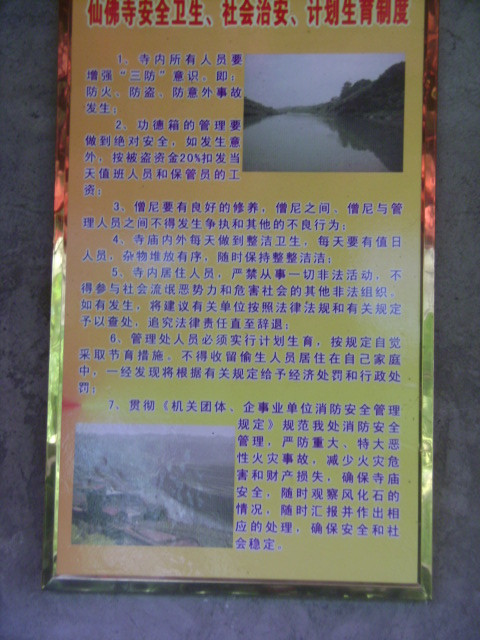 仙佛寺安全卫生、社会治安、计划生育制度
1、寺内所有人员要
增强“三防”意识，即：
防火，防盗，防意外事故
发生；
2、功德箱的管理要
做到绝对安全，如发生意
外，按被盗资金20%扣发当
天值班人员和保管员的工
资；
3、僧尼要有良好的修养，僧尼之间、僧尼与管
理人员之间不得发生争执和其他的不良行为；
4、寺庙内外每天做到整洁卫生，每天要有值日
人员、杂物堆放有序，随时保持整整洁洁；
5、寺内居住人员，严禁从事一切非法活动，不
得参与社会流氓恶势力和危害社会的其他非法组织，
如有发生，将建议有关单位按照法律法规和有关规定
予以查处，追究法律责任直至辞退；
6、管理处人员必须实行计划生育，按规定自觉
采取节育措施，不得收留偷生人员居住在自己家庭
中，一经发现将根据有关规定给予经济处罚和行政处
罚；
7、贯彻《机关团体、企事业单位消防安全管理
规定》规范我处消防安全
管理，严防重大、特大恶
性火灾事故，减少火灾危
害和财产损失，确保寺庙
安全，随时观察风化石的
情况，随时汇报并作出相
应的处理，确保安全和社
会稳定。